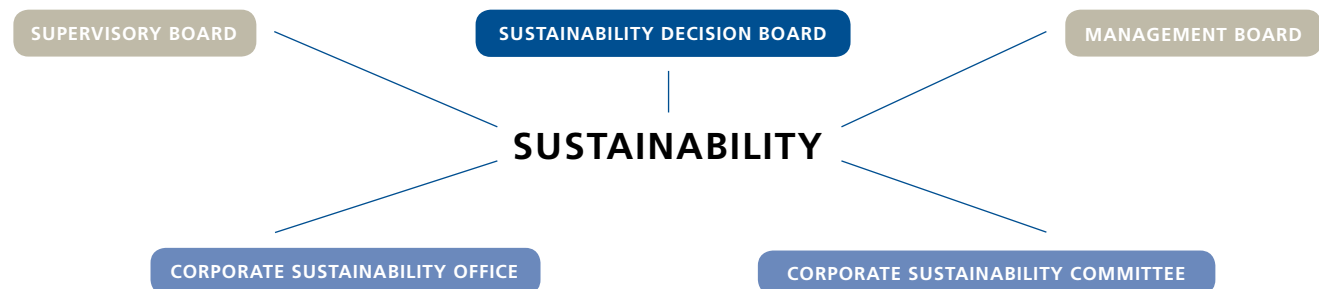 SUPERVISORY BOARD
SUSTAINABILITY DECISION BOARD
MANAGEMENT BOARD
SUSTAINABILITY
CORPORATE SUSTAINABILITY OFFICE
CORPORATE SUSTAINABILITY COMMITTEE